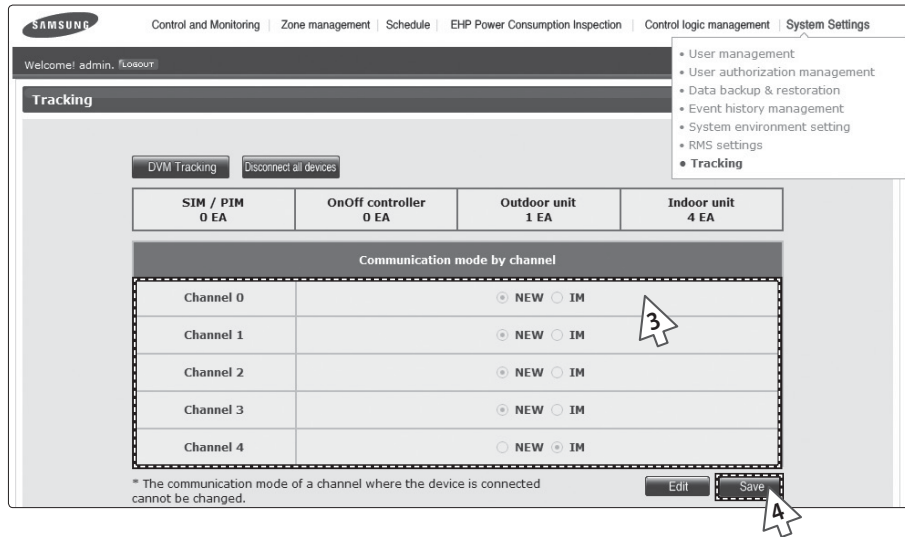 SAMSUNG
Control and Monitoring | Zone management | Schedule | EHP Power Consumption Inspection | Control logic management | System Settings
Welcome! admin. LOGOUT
• User management
• User authorization management
• Data backup & restoration
• Event history management
• System environment setting
• RMS settings
• Tracking
Tracking
DVM Tracking Disconnect all devices
SIM / PIM OnOff controller Outdoor unit Indoor unit
0 EA 0 EA 1 EA 4 EA
Communication mode by channel
Channel 0 NEW IM
3
Channel 1 NEW IM
Channel 2 NEW IM
Channel 3 NEW IM
Channel 4 NEW IM
* The communication mode of a channel where the device is connected
cannot be changed.
Edit Save
4